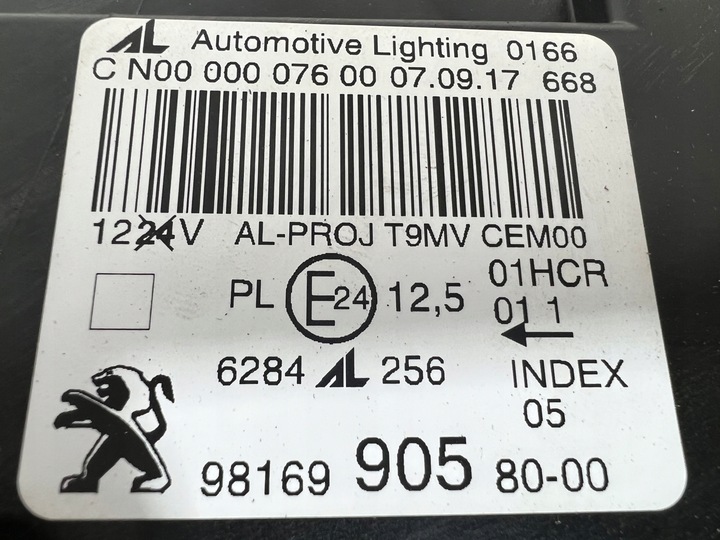 AL Automotive Lighting 0166
C N00 000 076 00 07.09.17 668
1224V AL-PROJ T9MV CEM00
PL E24 12,5 01HCR
01 1
6284 AL 256 INDEX
05
98169 905 80-00